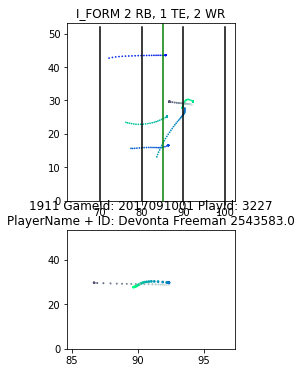 I_FORM 2 RB, 1 TE, 2 WR
50
40
30
20
10
0
70 80 90 100
1911 GameId: 2017091001 PlayId: 3227
PlayerName + ID: Devonta Freeman 2543583.0
40
20
0
85 90 95